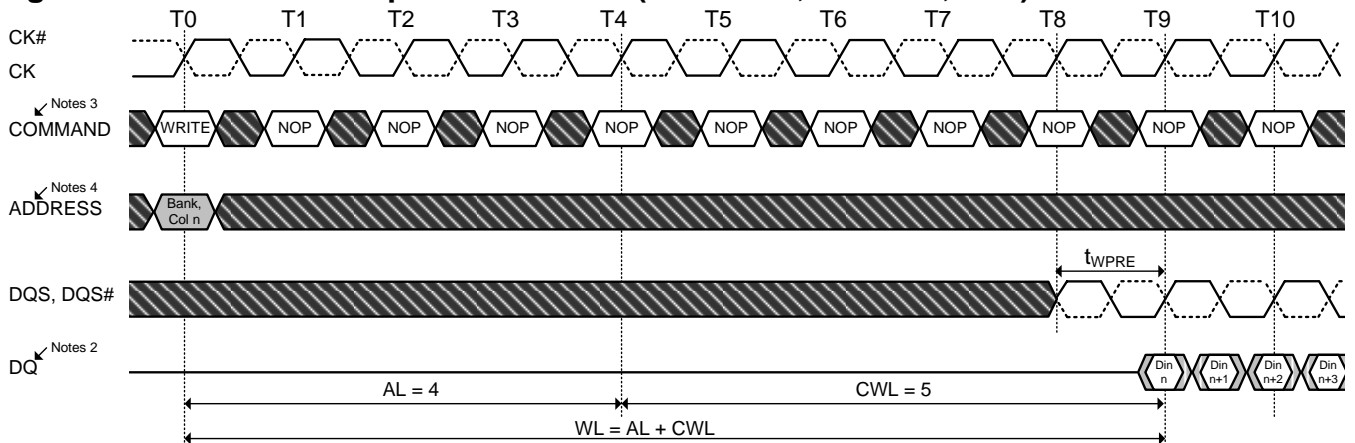 T0 T1 T2 T3 T4 T5 T6 T7 T8 T9 T10
CK#
CK
Notes 3
COMMAND WRITE NOP NOP NOP NOP NOP NOP NOP NOP NOP NOP
Notes 4
ADDRESS Bank, Col n
tWPRE
DQS, DQS#
Notes 2
DQ Din n Din n+1 Din n+2 Din n+3
AL = 4 CWL = 5
WL = AL + CWL